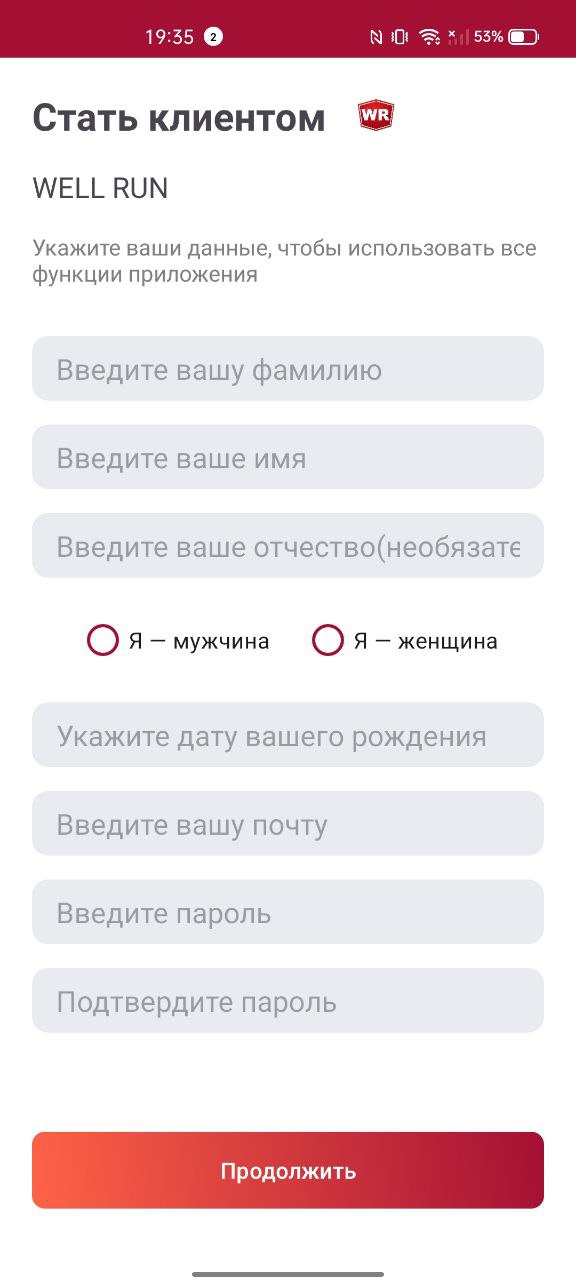 19:35 2 53%
Стать клиентом WR
WELL RUN
Укажите ваши данные, чтобы использовать все
функции приложения
Введите вашу фамилию
Введите ваше имя
Введите ваше отчество(необязате
Я — мужчина Я — женщина
Укажите дату вашего рождения
Введите вашу почту
Введите пароль
Подтвердите пароль
Продолжить